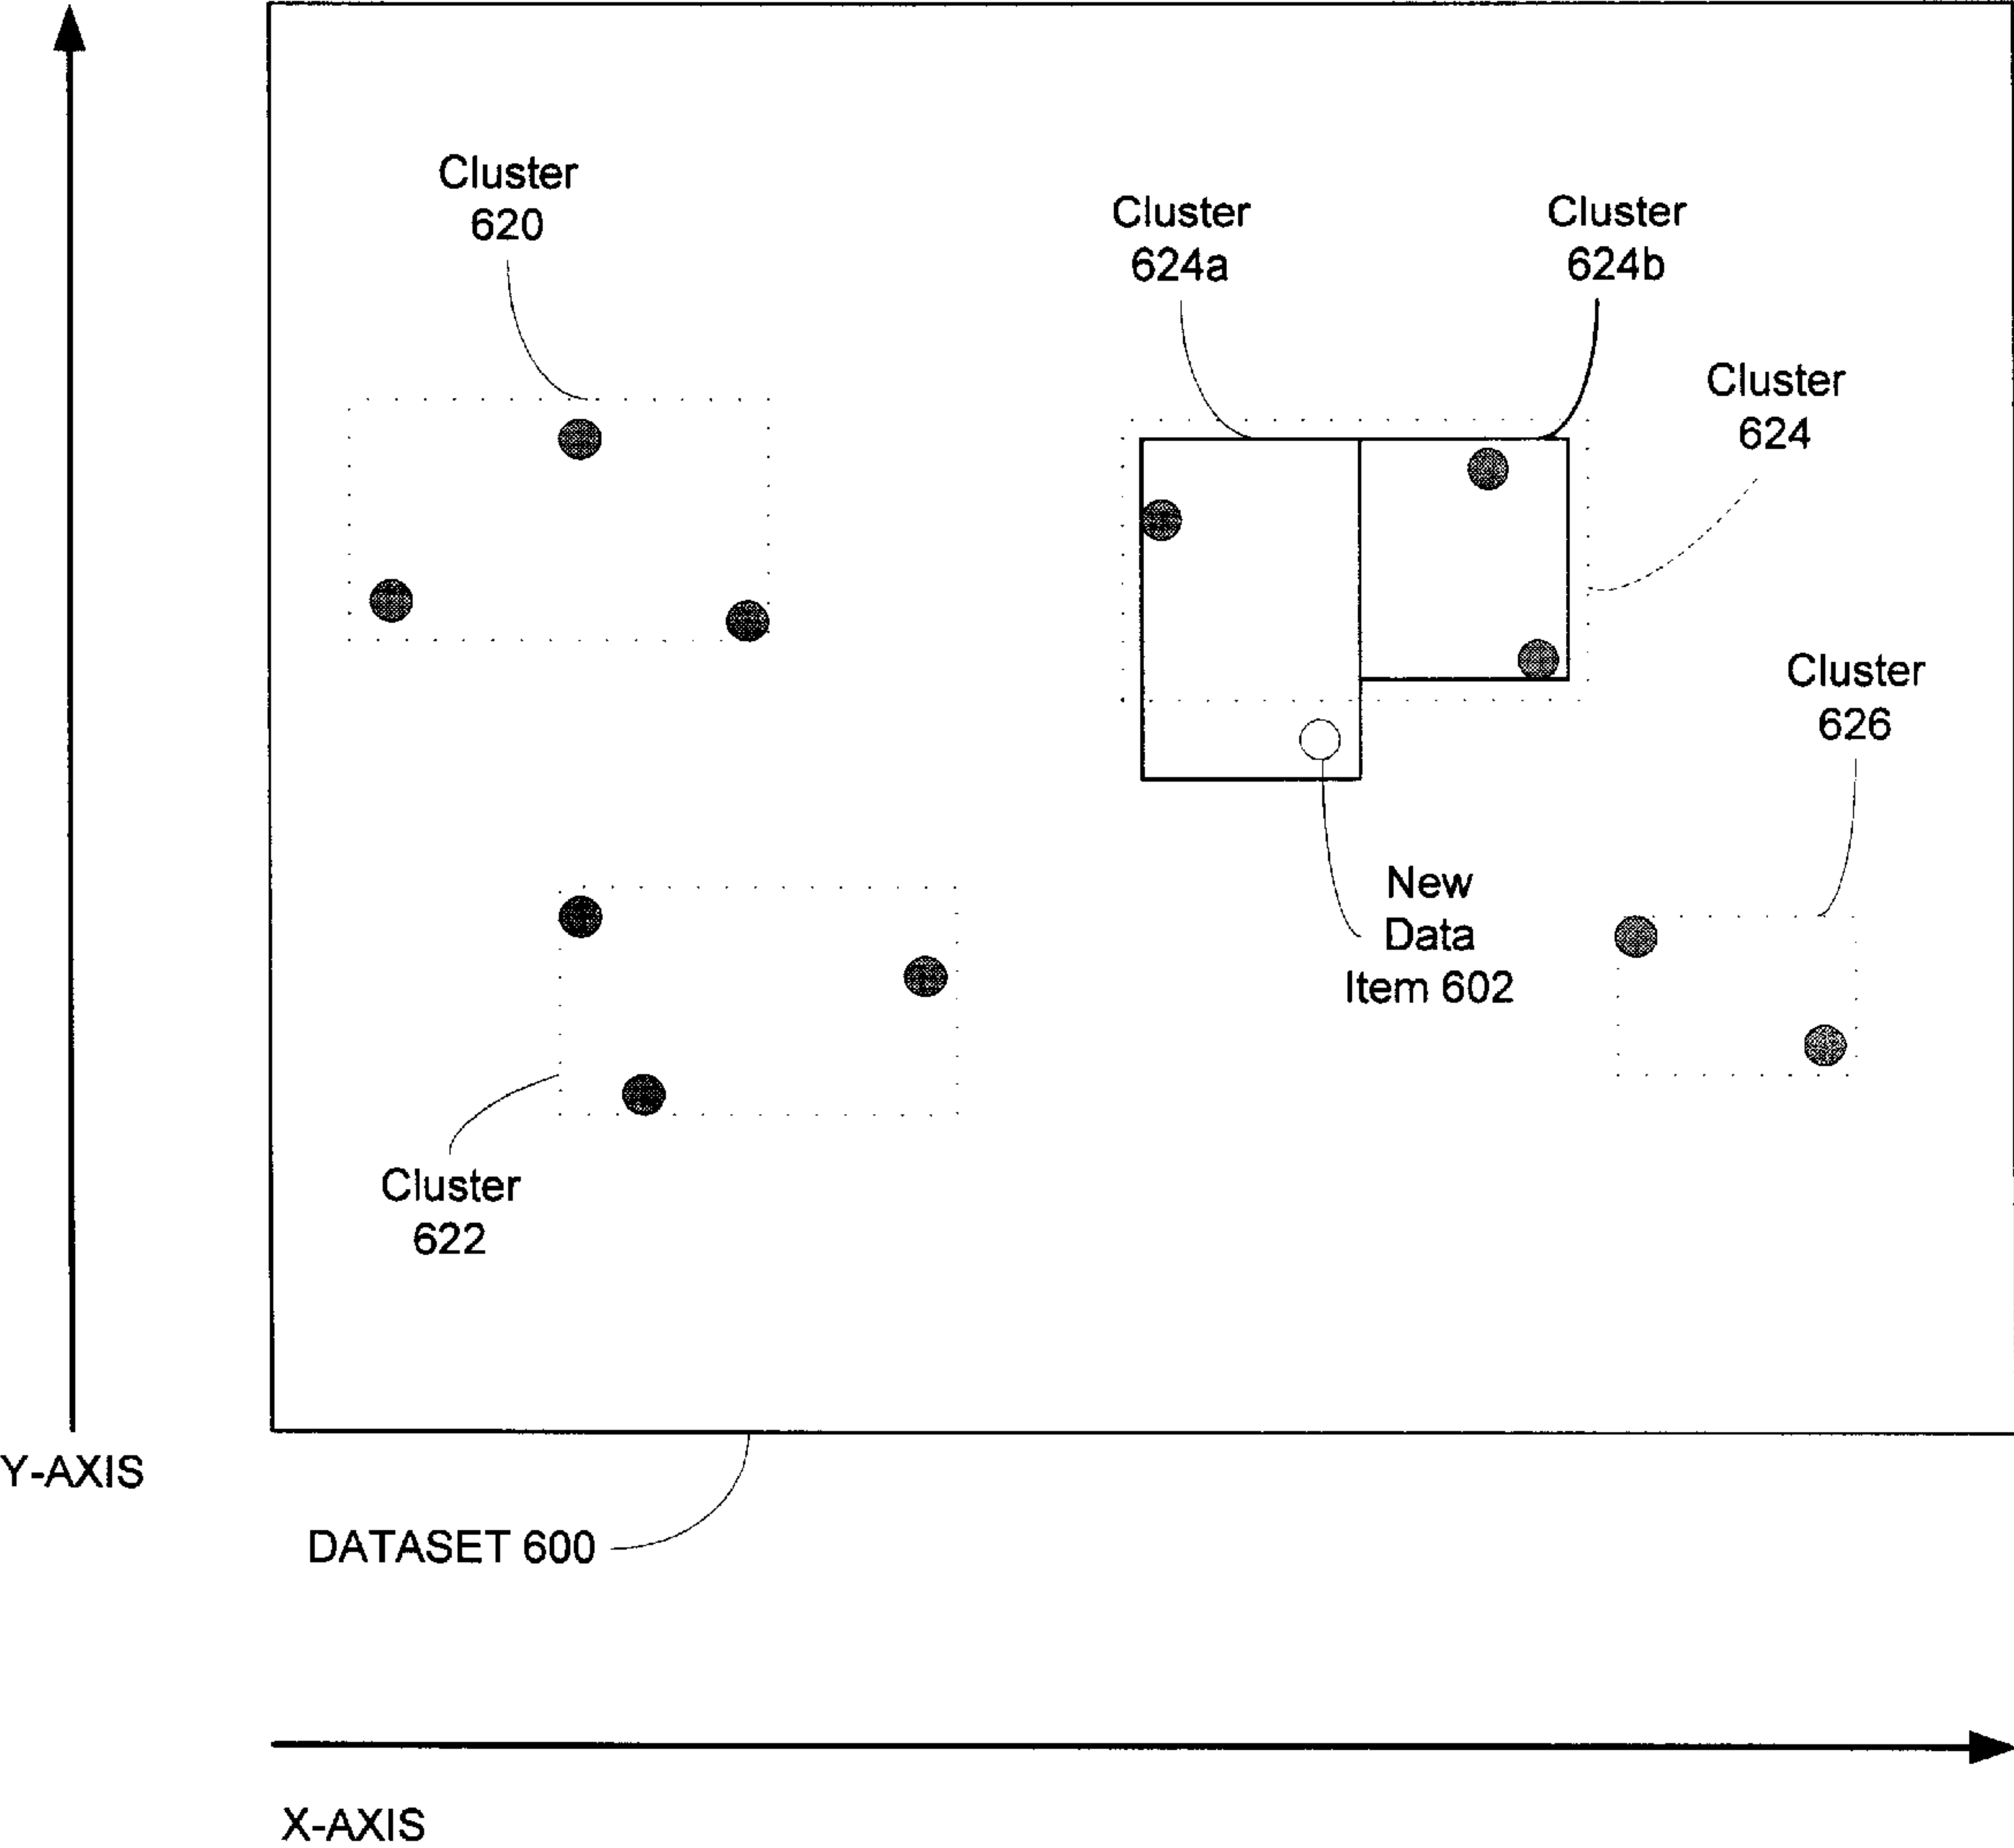 Cluster
620
Cluster
624a
Cluster
624b
Cluster
624
Cluster
626
New
Data
Item 602
Cluster
622
Y-AXIS
DATASET 600
X-AXIS